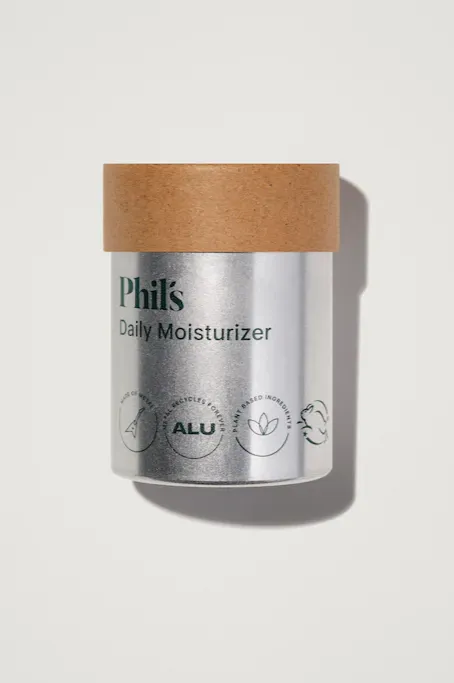 Phil's
Daily Moisturizer
METAL RECYCLES FOREVER
ALU
PLANT BASED INGREDIENTS